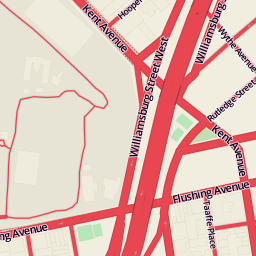 Kent Avenue
Hooper
Williamsburg Street West
Williamsburg
Wythe Avenue
Rutledge Street
Kent Avenue
Flushing Avenue
Taaffe Place
ng Avenue